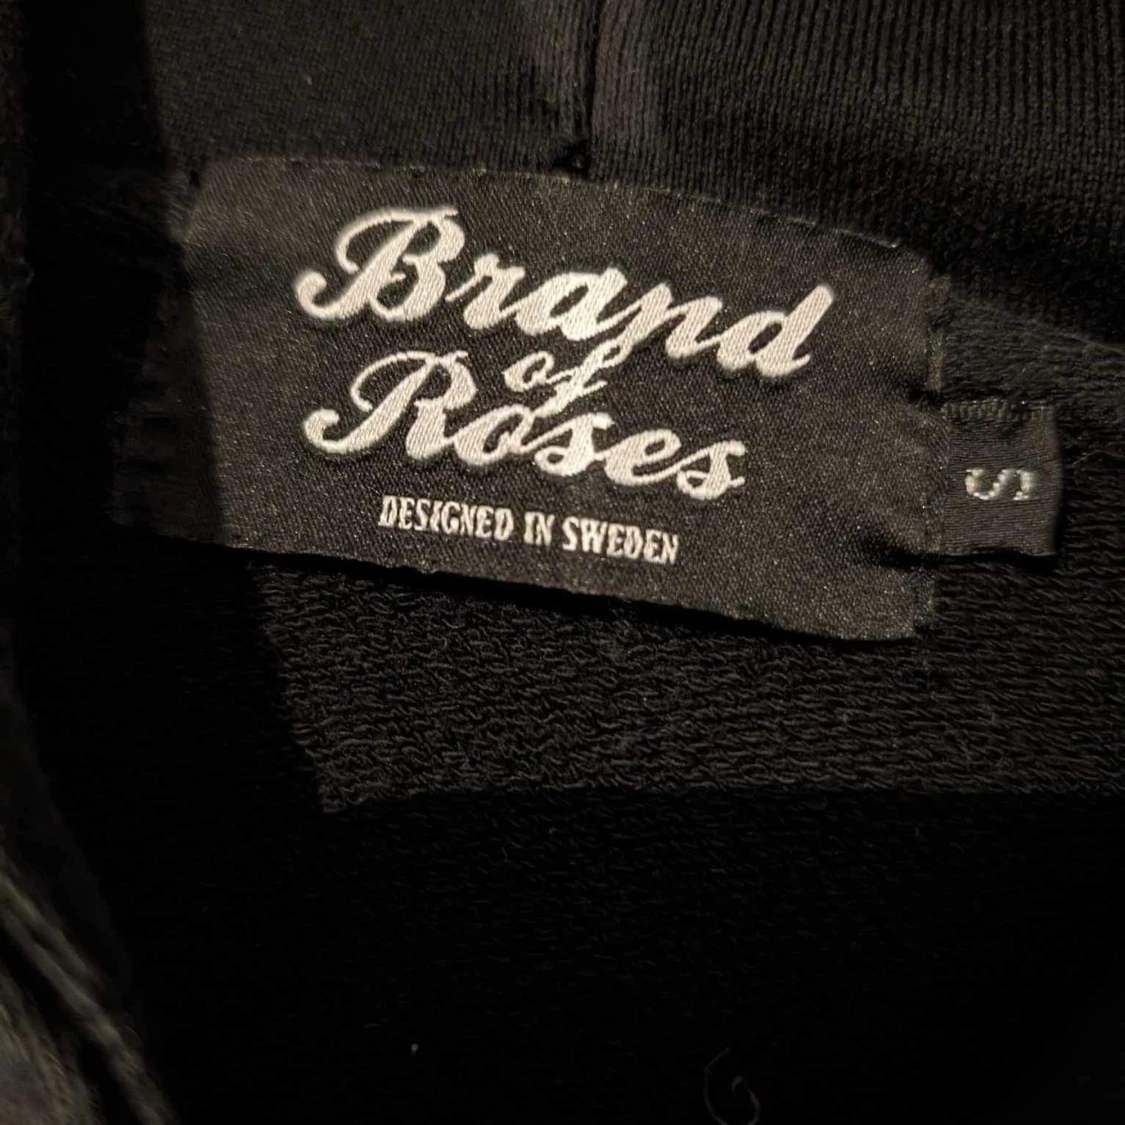 Brand
of
Roses
DESIGNED IN SWEDEN
S